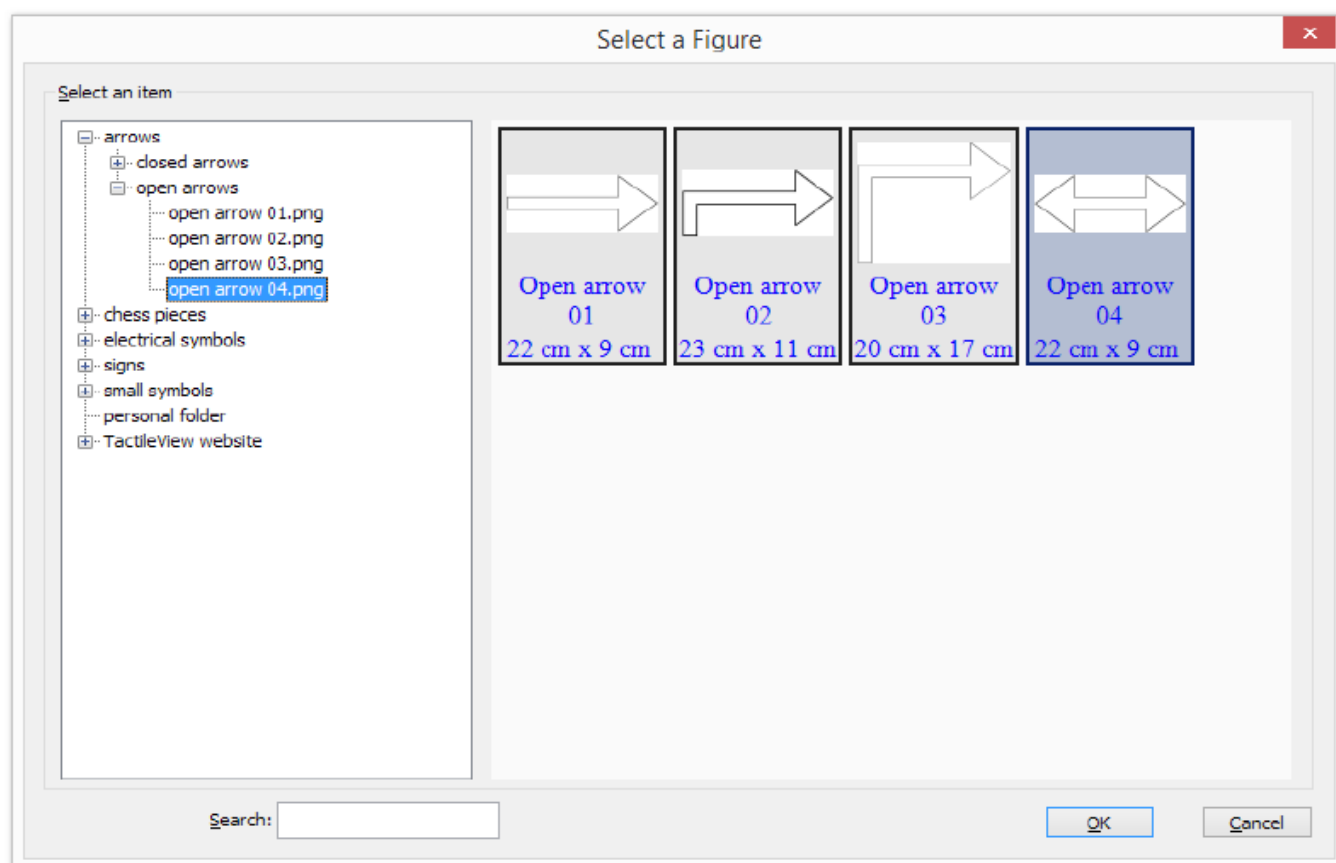 Select a Figure
Select an item
arrows
closed arrows
open arrows
open arrow 01.png
open arrow 02.png
open arrow 03.png
open arrow 04.png
chess pieces
electrical symbols
signs
small symbols
personal folder
TactileView website
Open arrow
01
22 cm x 9 cm
Open arrow
02
23 cm x 11 cm
Open arrow
03
20 cm x 17 cm
Open arrow
04
22 cm x 9 cm
Search:
OK
Cancel